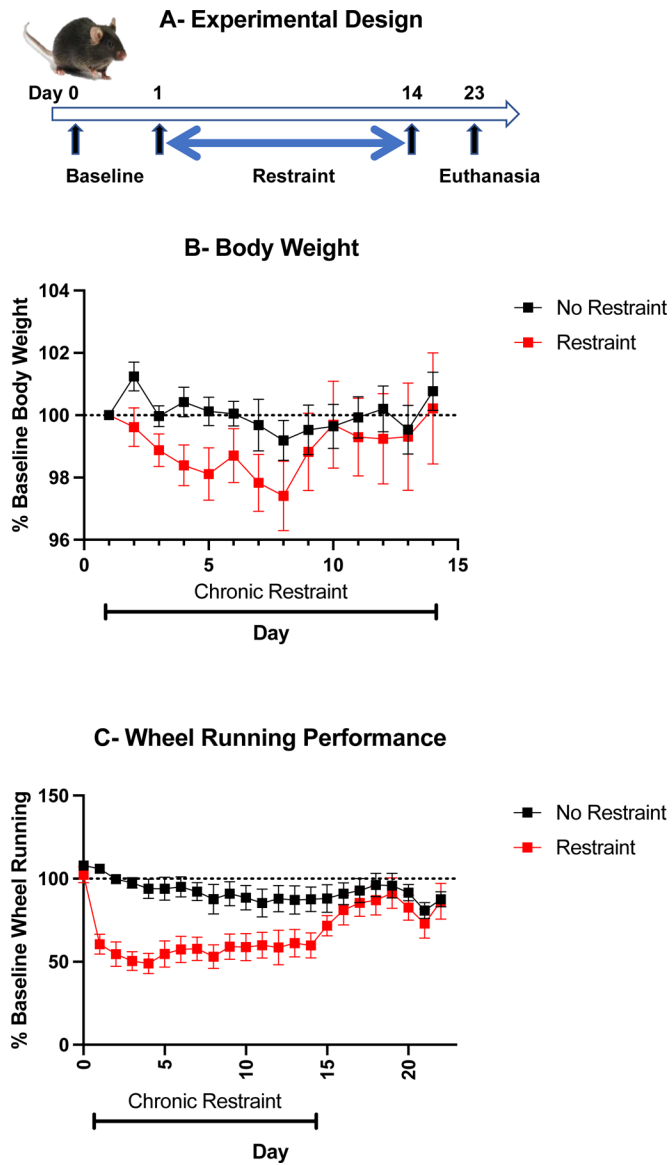 A- Experimental Design
Day 0 1 14 23
Baseline Restraint Euthanasia
B- Body Weight
% Baseline Body Weight
104
102
100
98
96
0 5 10 15
Chronic Restraint
Day
No Restraint
Restraint
C- Wheel Running Performance
% Baseline Wheel Running
150
100
50
0
0 5 10 15 20
Chronic Restraint
Day
No Restraint
Restraint